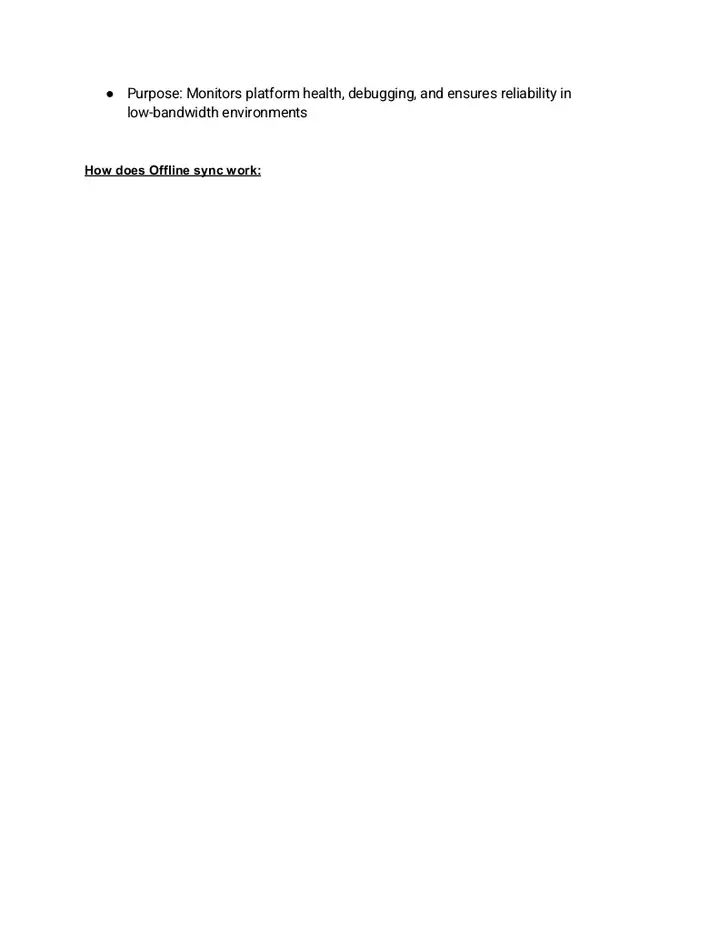 ● Purpose: Monitors platform health, debugging, and ensures reliability in
low-bandwidth environments
How does Offline sync work: